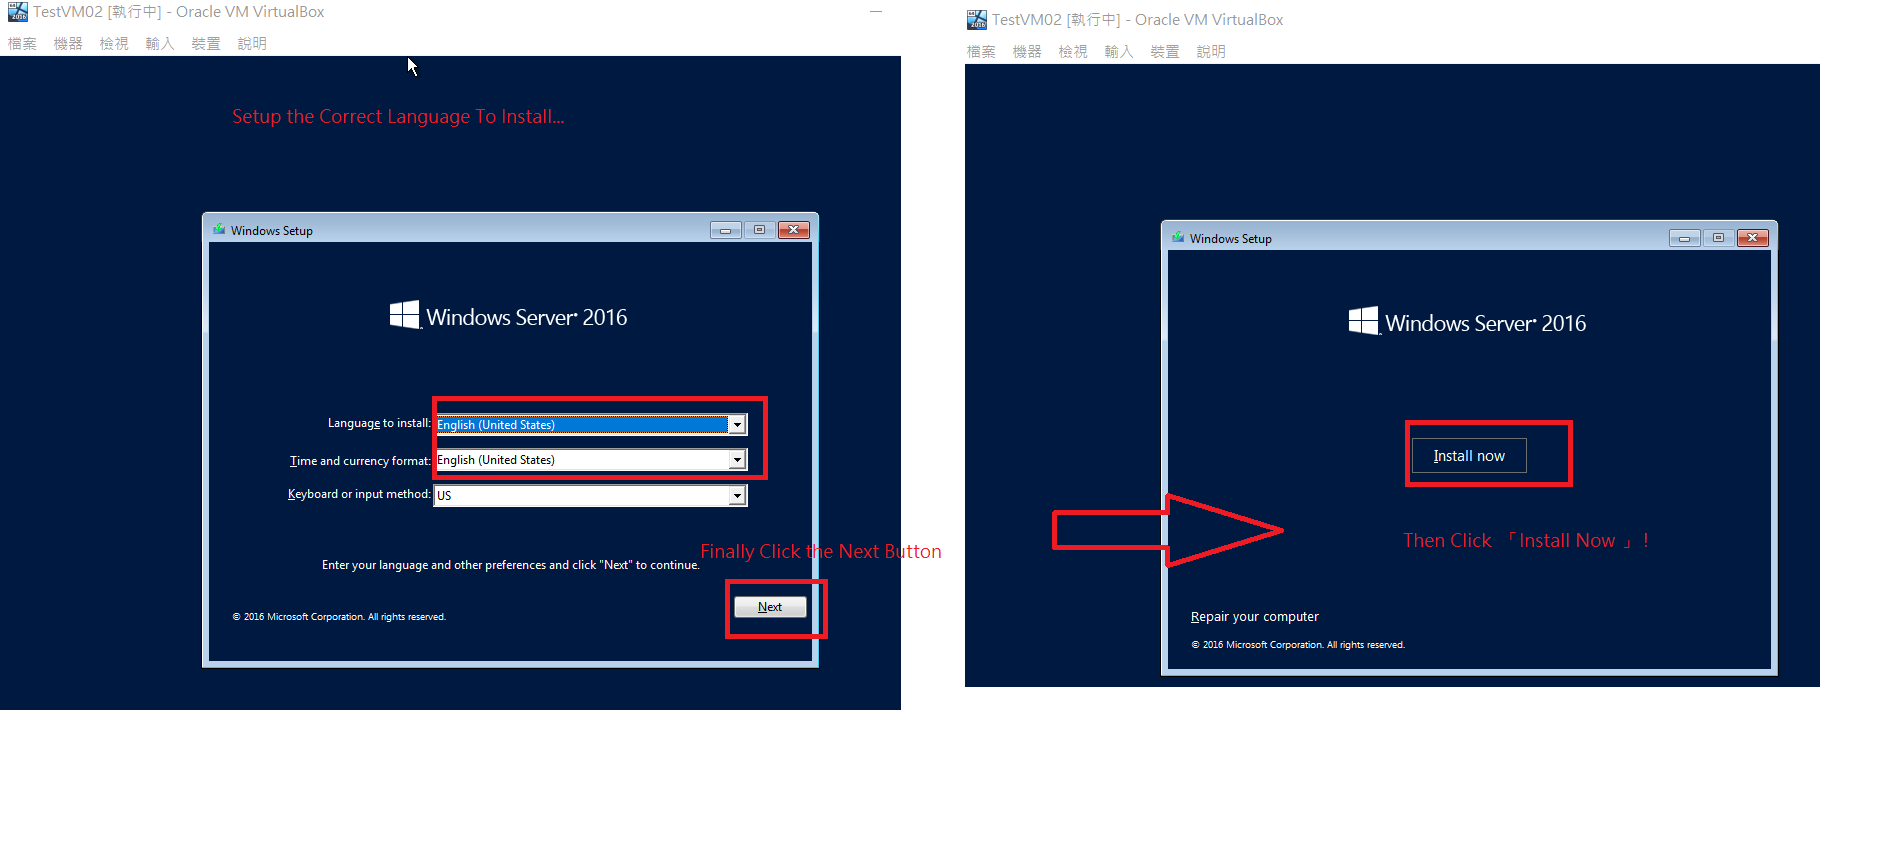 TestVM02 [執行中] - Oracle VM VirtualBox
檔案 機器 檢視 輸入 裝置 說明
Setup the Correct Language To Install...
Windows Setup
Windows Server 2016
Language to install: English (United States)
Time and currency format: English (United States)
Keyboard or input method: US
Finally Click the Next Button
Enter your language and other preferences and click "Next" to continue.
Next
© 2016 Microsoft Corporation. All rights reserved.
TestVM02 [執行中] - Oracle VM VirtualBox
檔案 機器 檢視 輸入 裝置 說明
Windows Setup
Windows Server 2016
Install now
Then Click 「Install Now 」!
Repair your computer
© 2016 Microsoft Corporation. All rights reserved.